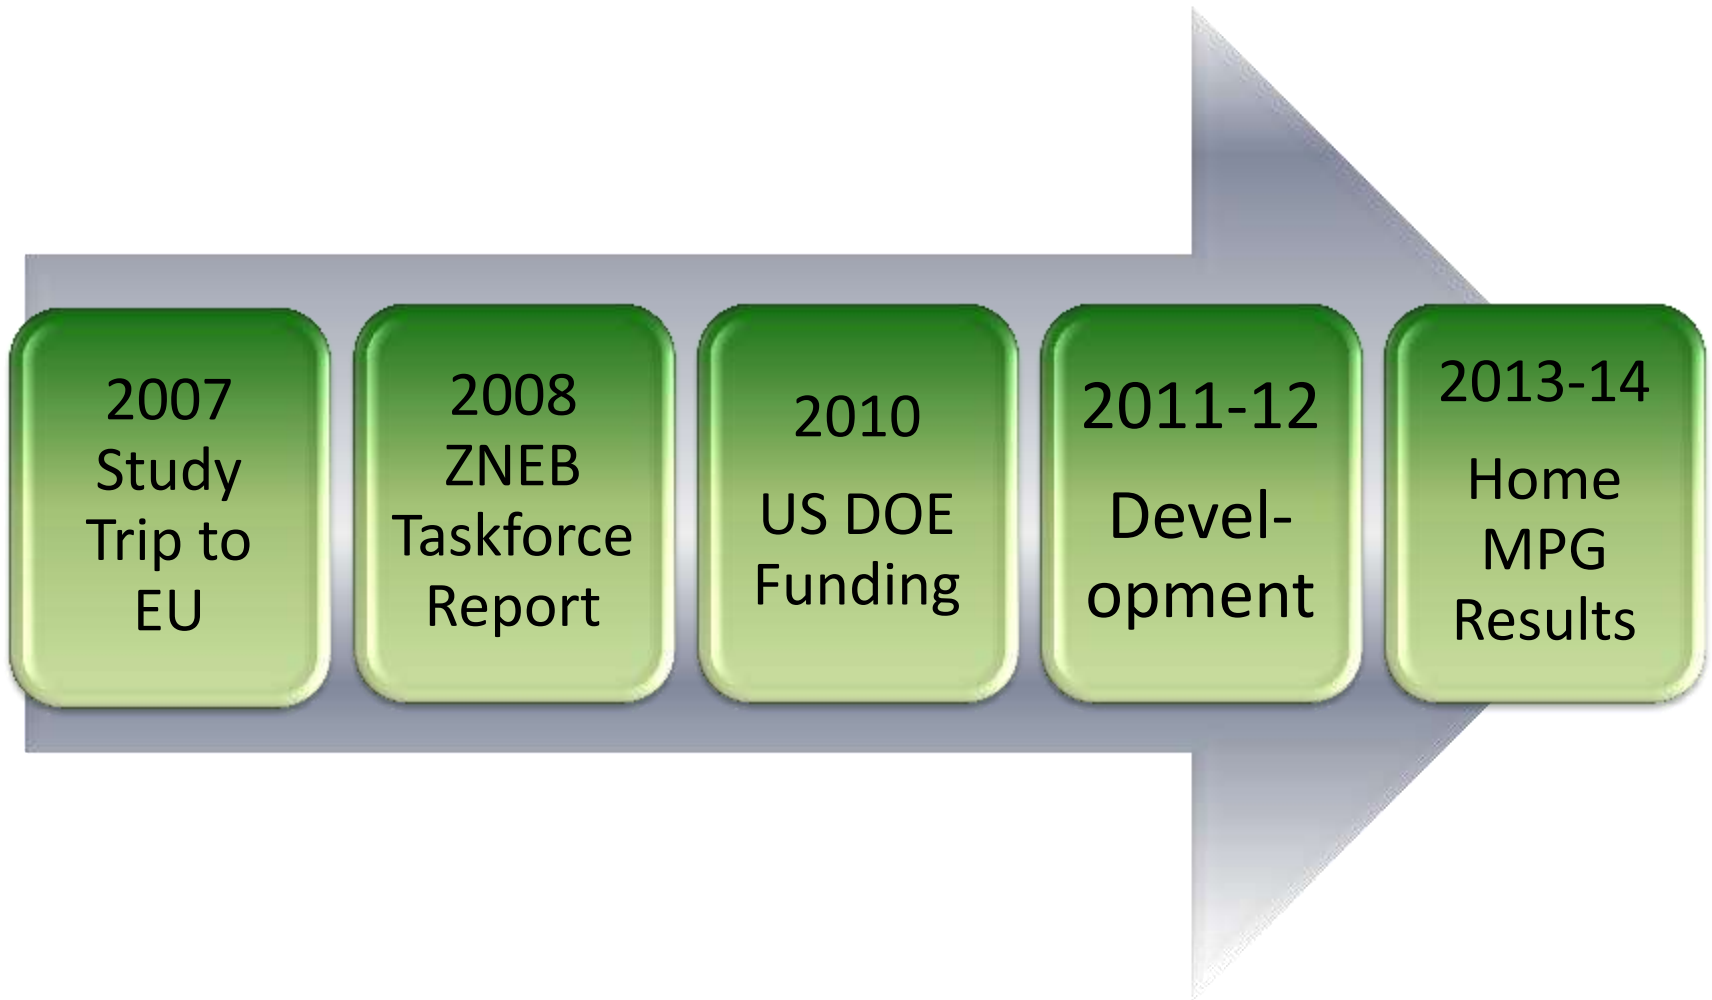 2007
Study
Trip to
EU
2008
ZNEB
Taskforce
Report
2010
US DOE
Funding
2011-12
Devel-
opment
2013-14
Home
MPG
Results